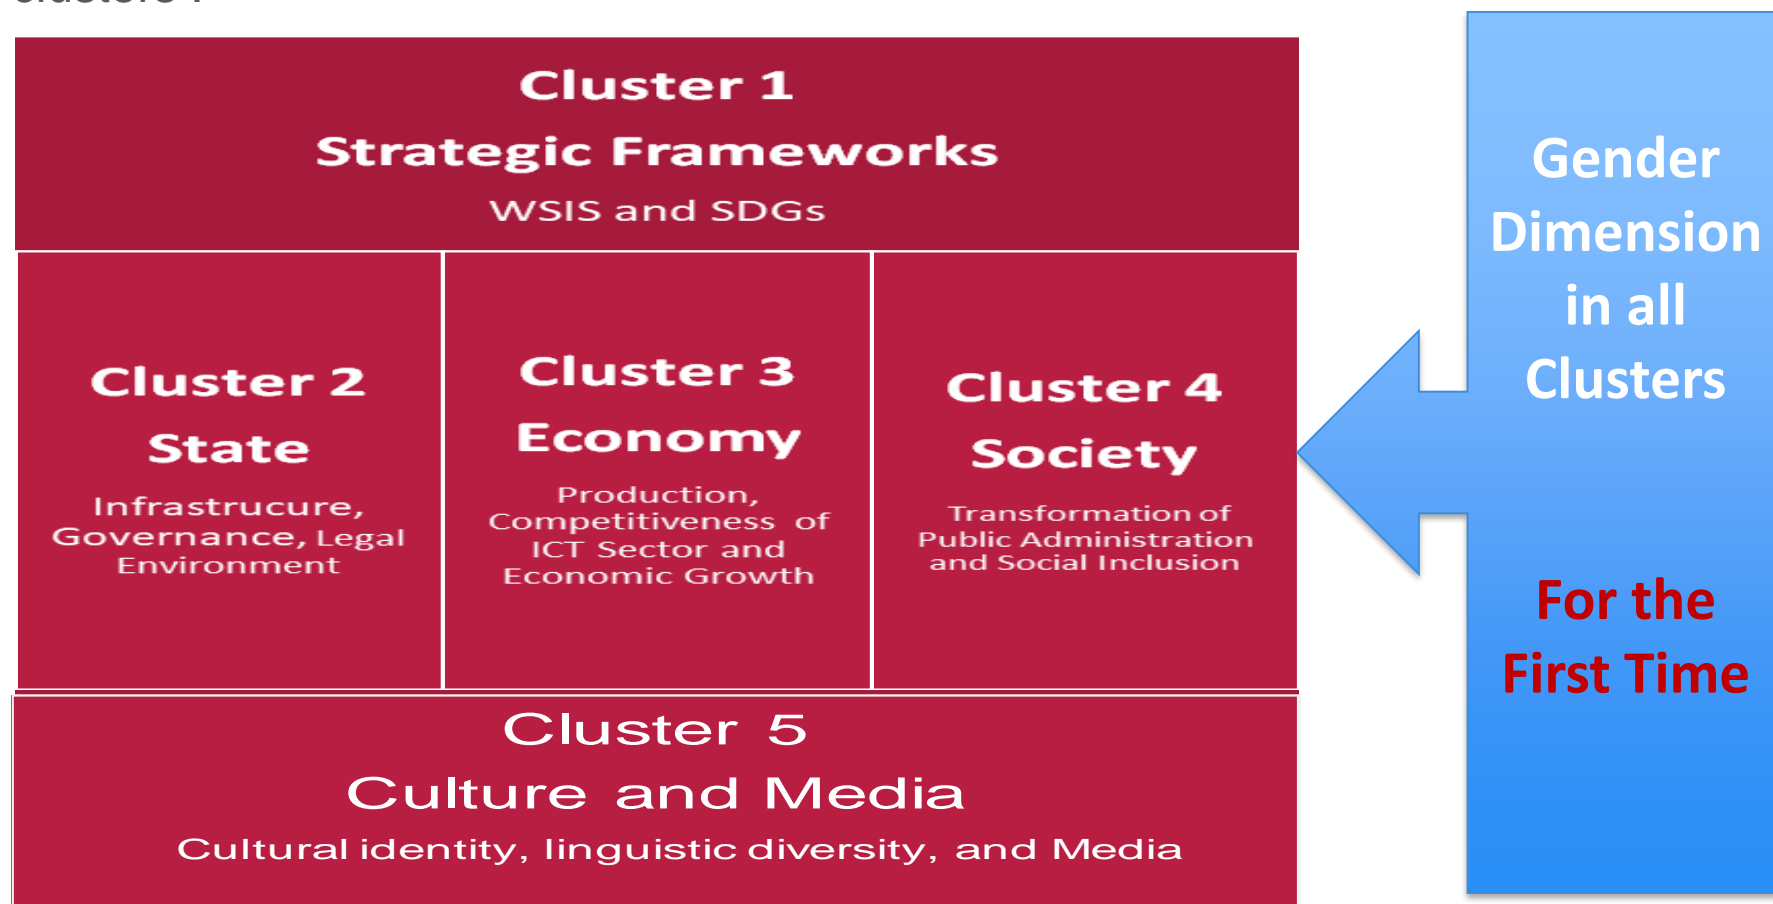 Cluster 1
Strategic Frameworks
WSIS and SDGs
Cluster 2
State
Infrastrucure,
Governance, Legal
Environment
Cluster 3
Economy
Production,
Competitiveness of
ICT Sector and
Economic Growth
Cluster 4
Society
Transformation of
Public Administration
and Social Inclusion
Cluster 5
Culture and Media
Cultural identity, linguistic diversity, and Media
Gender
Dimension
in all
Clusters
For the
First Time